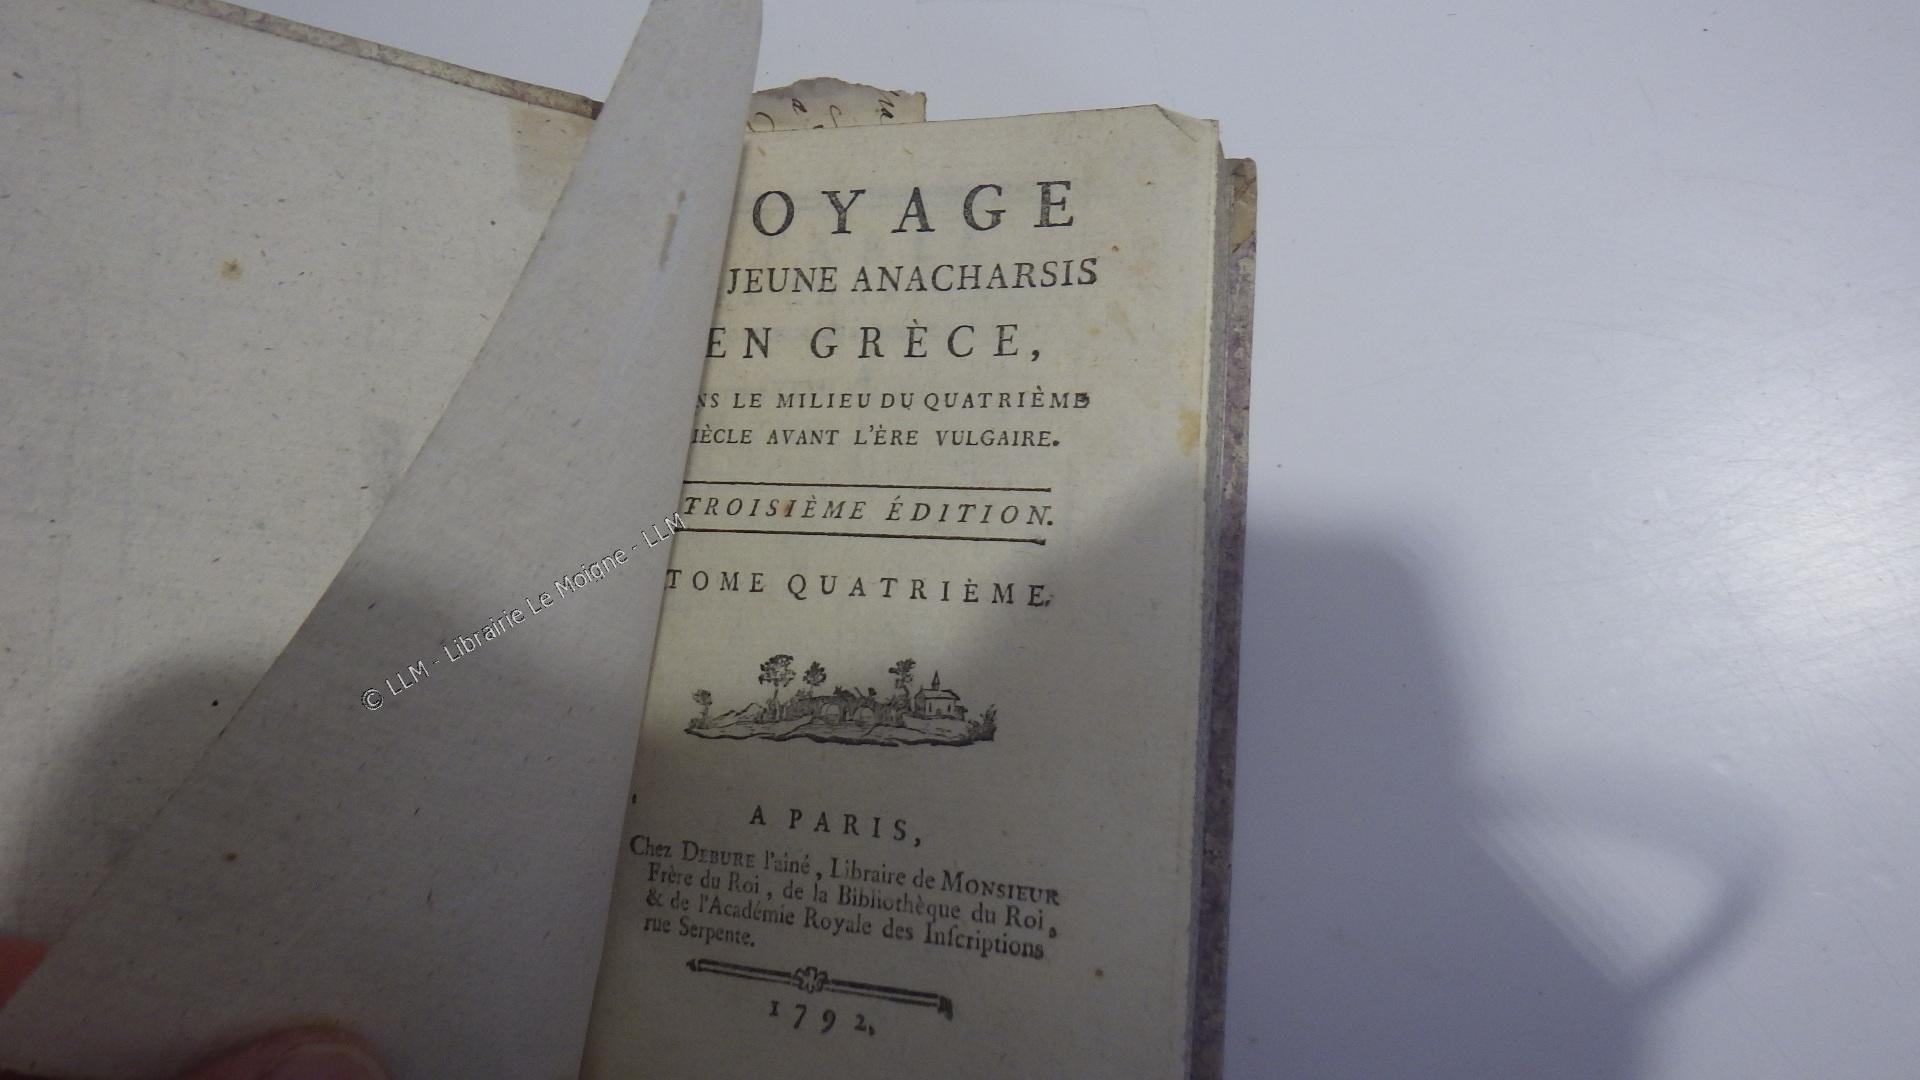 OYAGE
JEUNE ANACHARSIS
EN GRÈCE,
NS LE MILIEU DU QUATRIÈME
IÈCLE AVANT L'ÈRE VULGAIRE.
TROISIÈME ÉDITION.
TOME QUATRIÈME.
A PARIS,
Chez DEBURE l'aîné, Libraire de MONSIEUR
Frère du Roi, de la Bibliothèque du Roi,
& de l'Académie Royale des Inſcriptions
rue Serpente.
1792.
© LLM - Librairie Le Moigne - LLM